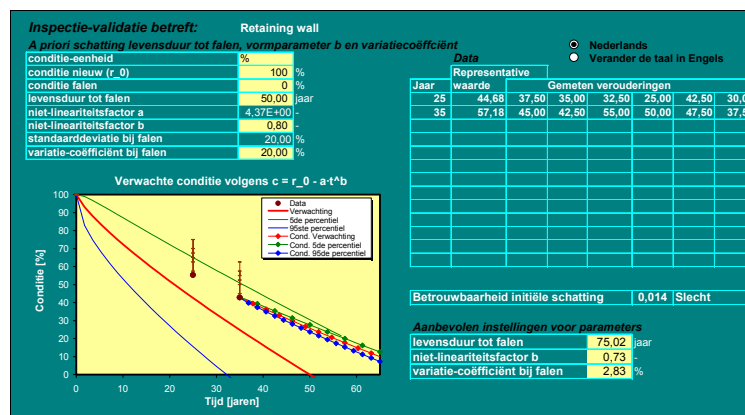 Inspectie-validatie betreft: Retaining wall
A priori schatting levensduur tot falen, vormparameter b en variatiecoëffciënt
conditie-eenheid %
conditie nieuw (r_0) 100 %
conditie falen 0 %
levensduur tot falen 50,00 jaar
niet-lineariteitsfactor a 4,37E+00 -
niet-lineariteitsfactor b 0,80 -
standaarddeviatie bij falen 20,00 %
variatie-coëfficiënt bij falen 20,00 %
Nederlands
Verander de taal in Engels
Data
Representative
Jaar waarde Gemeten verouderingen
25 44,68 37,50 35,00 32,50 25,00 42,50 30,0
35 57,18 45,00 42,50 55,00 50,00 47,50 37,5
Verwachte conditie volgens c = r_0 - a·t^b
Conditie [%]
100
90
80
70
60
50
40
30
20
10
0
0 10 20 30 40 50 60
Tijd [jaren]
Data
Verwachting
5de percentiel
95ste percentiel
Cond. Verwachting
Cond. 5de percentiel
Cond. 95de percentiel
Betrouwbaarheid initiële schatting 0,014 Slecht
Aanbevolen instellingen voor parameters
levensduur tot falen 75,02 jaar
niet-lineariteitsfactor b 0,73 -
variatie-coëfficiënt bij falen 2,83 %